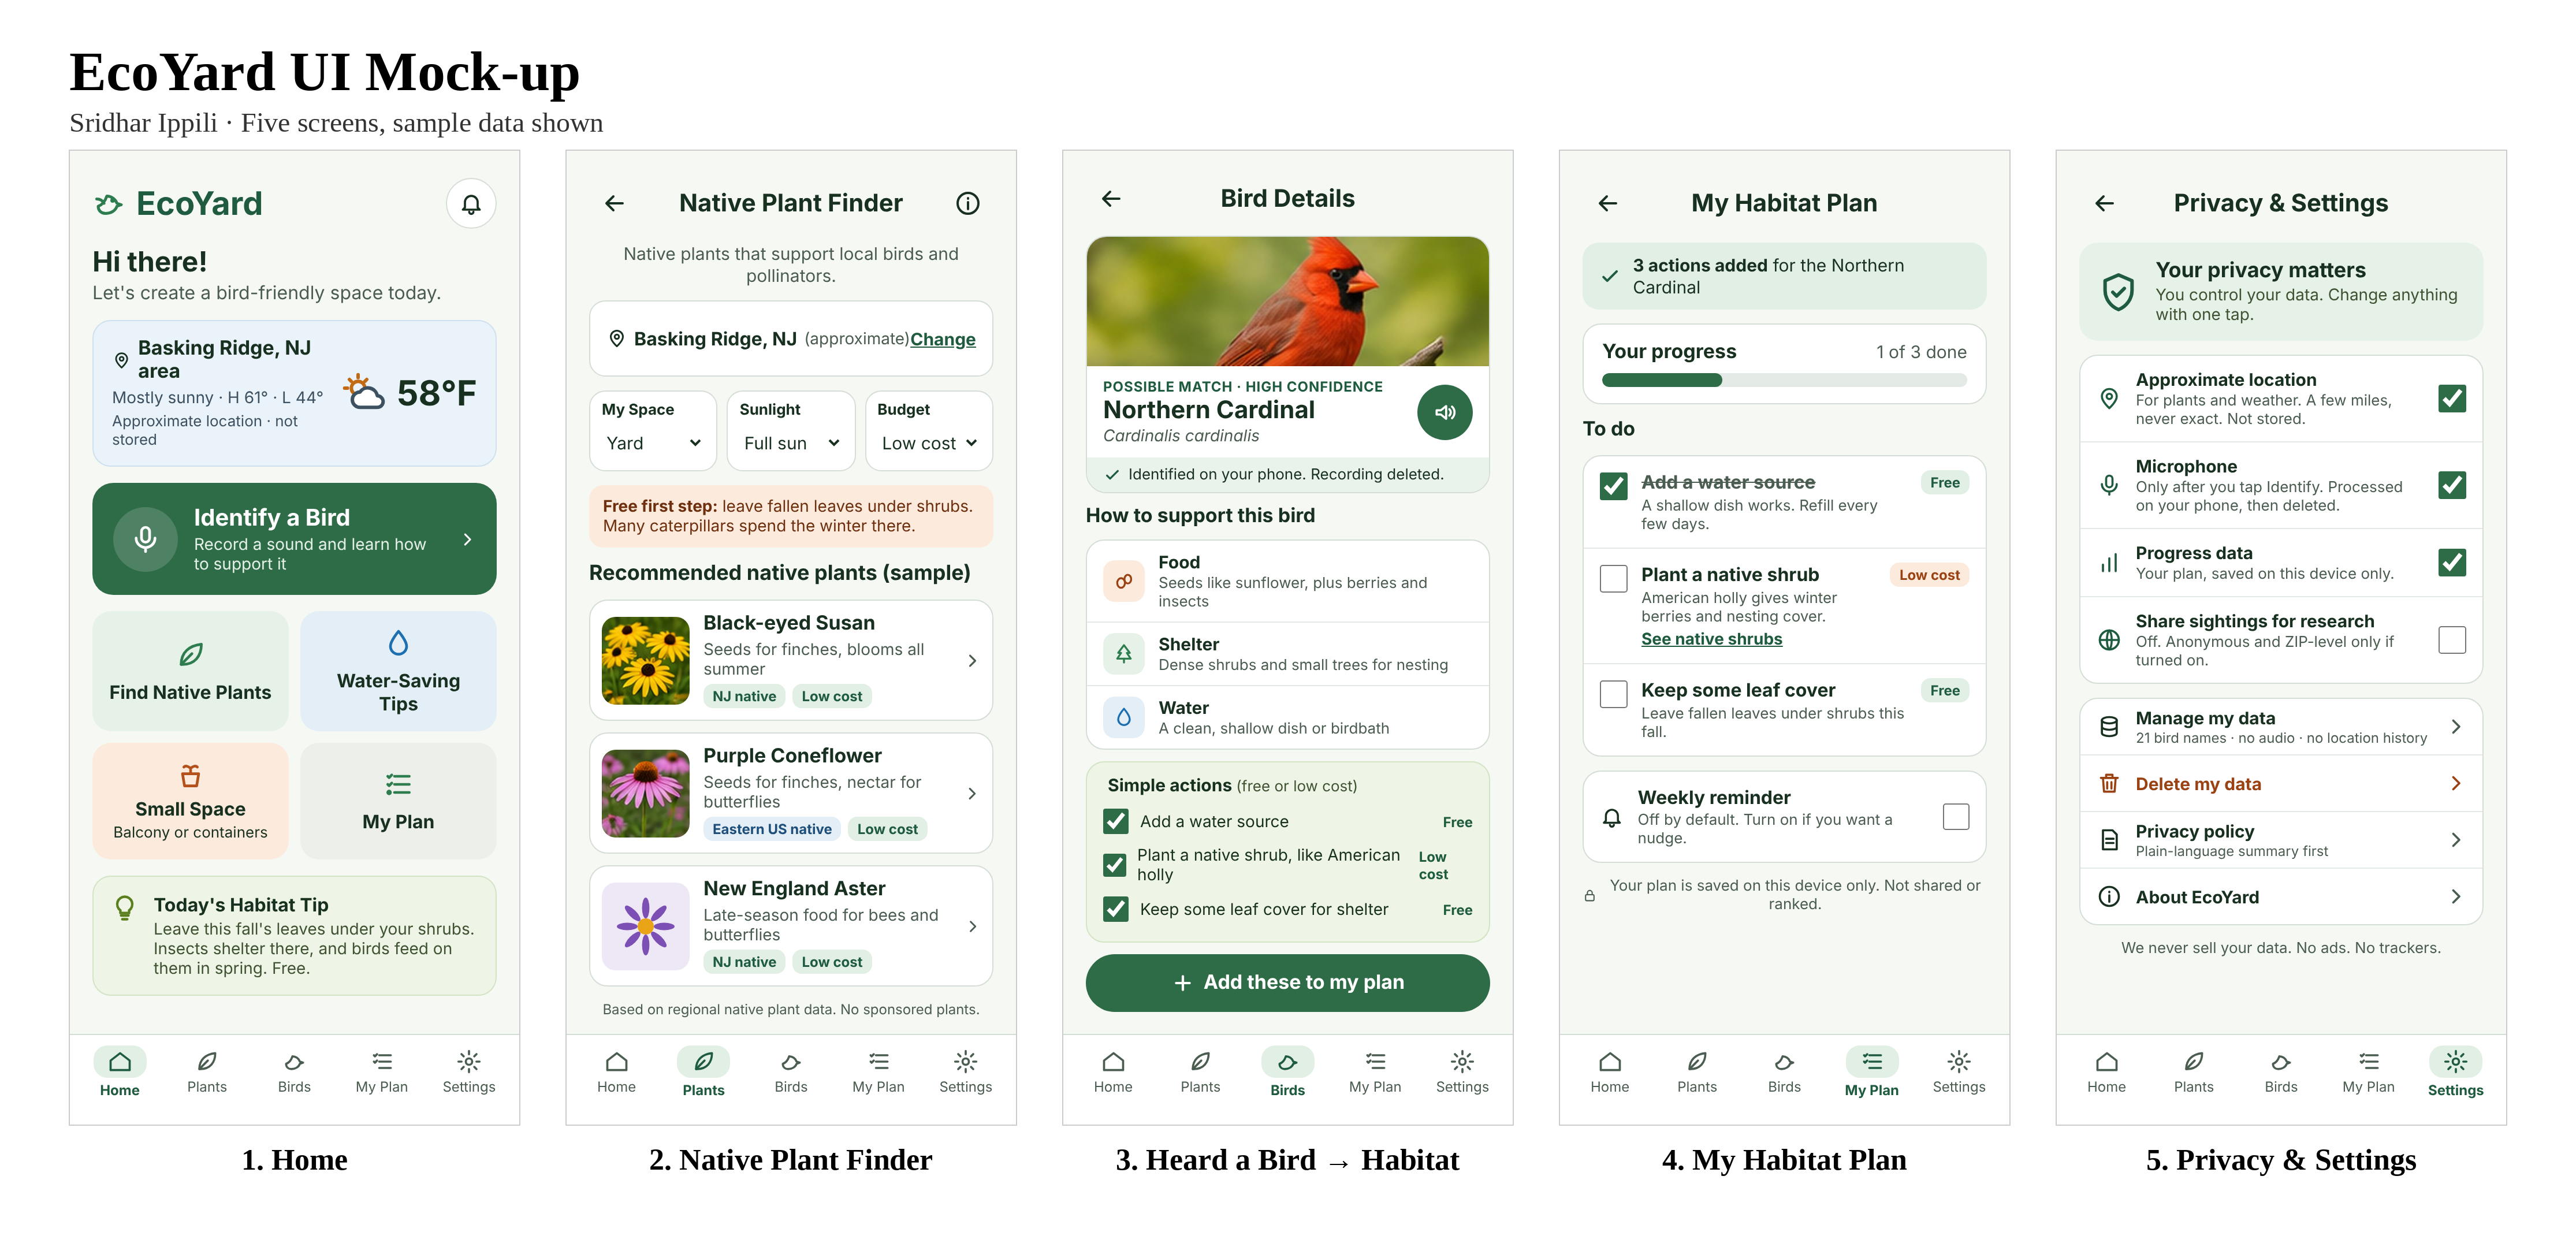 EcoYard UI Mock-up
Sridhar Ippili · Five screens, sample data shown
EcoYard
Hi there!
Let's create a bird-friendly space today.
Basking Ridge, NJ
area
Mostly sunny · H 61° · L 44°
Approximate location · not
stored
58°F
Identify a Bird
Record a sound and learn how
to support it
Find Native Plants
Water-Saving
Tips
Small Space
Balcony or containers
My Plan
Today's Habitat Tip
Leave this fall's leaves under your shrubs.
Insects shelter there, and birds feed on
them in spring. Free.
Home
Plants
Birds
My Plan
Settings
1. Home
Native Plant Finder
Native plants that support local birds and
pollinators.
Basking Ridge, NJ (approximate)Change
My Space
Yard
Sunlight
Full sun
Budget
Low cost
Free first step: leave fallen leaves under shrubs.
Many caterpillars spend the winter there.
Recommended native plants (sample)
Black-eyed Susan
Seeds for finches, blooms all
summer
NJ native
Low cost
Purple Coneflower
Seeds for finches, nectar for
butterflies
Eastern US native
Low cost
New England Aster
Late-season food for bees and
butterflies
NJ native
Low cost
Based on regional native plant data. No sponsored plants.
Home
Plants
Birds
My Plan
Settings
2. Native Plant Finder
Bird Details
POSSIBLE MATCH · HIGH CONFIDENCE
Northern Cardinal
Cardinalis cardinalis
Identified on your phone. Recording deleted.
How to support this bird
Food
Seeds like sunflower, plus berries and
insects
Shelter
Dense shrubs and small trees for nesting
Water
A clean, shallow dish or birdbath
Simple actions (free or low cost)
Add a water source
Free
Plant a native shrub, like American
holly
Low
cost
Keep some leaf cover for shelter
Free
+ Add these to my plan
Home
Plants
Birds
My Plan
Settings
3. Heard a Bird → Habitat
My Habitat Plan
3 actions added for the Northern
Cardinal
Your progress
1 of 3 done
To do
Add a water source
Free
A shallow dish works. Refill every
few days.
Plant a native shrub
Low cost
American holly gives winter
berries and nesting cover.
See native shrubs
Keep some leaf cover
Free
Leave fallen leaves under shrubs this
fall.
Weekly reminder
Off by default. Turn on if you want a
nudge.
Your plan is saved on this device only. Not shared or
ranked.
Home
Plants
Birds
My Plan
Settings
4. My Habitat Plan
Privacy & Settings
Your privacy matters
You control your data. Change anything
with one tap.
Approximate location
For plants and weather. A few miles,
never exact. Not stored.
Microphone
Only after you tap Identify. Processed
on your phone, then deleted.
Progress data
Your plan, saved on this device only.
Share sightings for research
Off. Anonymous and ZIP-level only if
turned on.
Manage my data
21 bird names · no audio · no location history
Delete my data
Privacy policy
Plain-language summary first
About EcoYard
We never sell your data. No ads. No trackers.
Home
Plants
Birds
My Plan
Settings
5. Privacy & Settings